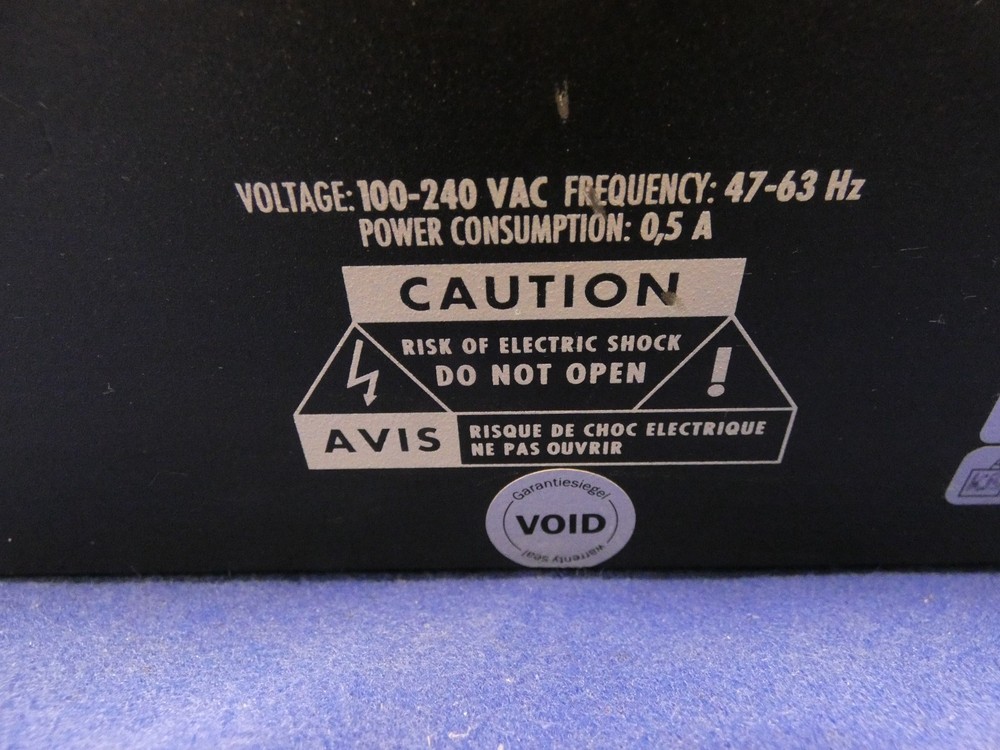 VOLTAGE: 100-240 VAC FREQUENCY: 47-63 Hz
POWER CONSUMPTION: 0,5 A
CAUTION
RISK OF ELECTRIC SHOCK
DO NOT OPEN
AVIS
RISQUE DE CHOC ELECTRIQUE
NE PAS OUVRIR
Garantiesiegel
VOID
warrenty seal